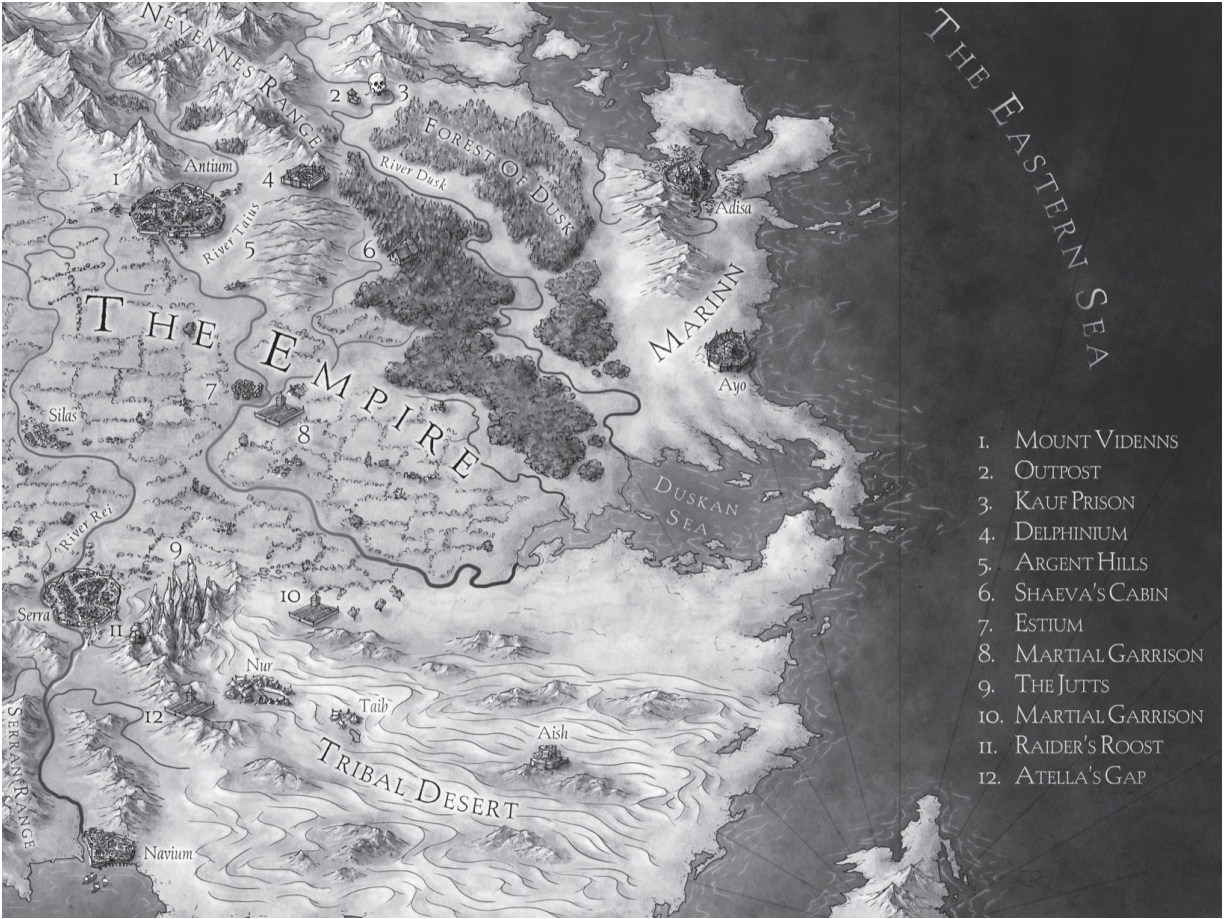 NEVENNES RANGE
THE EASTERN SEA
2
3
FOREST OF DUSK
Antium
1
4
River Dusk
Adisa
River Taius
5
6
MARINN
THE EMPIRE
Ayo
7
8
Silas
DUSKAN
SEA
River Rei
9
10
Serra
11
Nur
Taib
12
Aish
SERRAN RANGE
TRIBAL DESERT
Navium
1. MOUNT VIDENNS
2. OUTPOST
3. KAUF PRISON
4. DELPHINIUM
5. ARGENT HILLS
6. SHAEVA'S CABIN
7. ESTIUM
8. MARTIAL GARRISON
9. THE JUTTS
10. MARTIAL GARRISON
11. RAIDER'S ROOST
12. ATELLA'S GAP